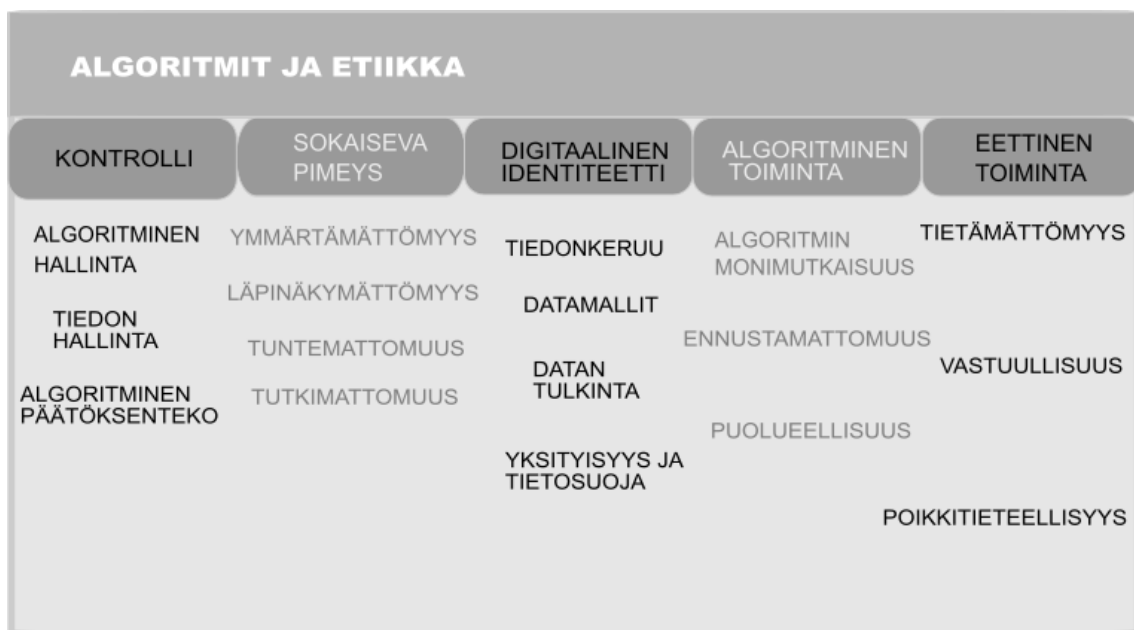 ALGORITMIT JA ETIIKKA
KONTROLLI
ALGORITMINEN
HALLINTA
TIEDON
HALLINTA
ALGORITMINEN
PÄÄTÖKSENTEKO
SOKAISEVA
PIMEYS
YMMÄRTÄMÄTTÖMYYS
LÄPINÄKYMÄTTÖMYYS
TUNTEMATTOMUUS
TUTKIMATTOMUUS
DIGITAALINEN
IDENTITEETTI
TIEDONKERUU
DATAMALLIT
DATAN
TULKINTA
YKSITYISYYS JA
TIETOSUOJA
ALGORITMINEN
TOIMINTA
ALGORITMIN
MONIMUTKAISUUS
ENNUSTAMATTOMUUS
PUOLUEELLISUUS
EETTINEN
TOIMINTA
TIETÄMÄTTÖMYYS
VASTUULLISUUS
POIKKITIETEELLISYYS